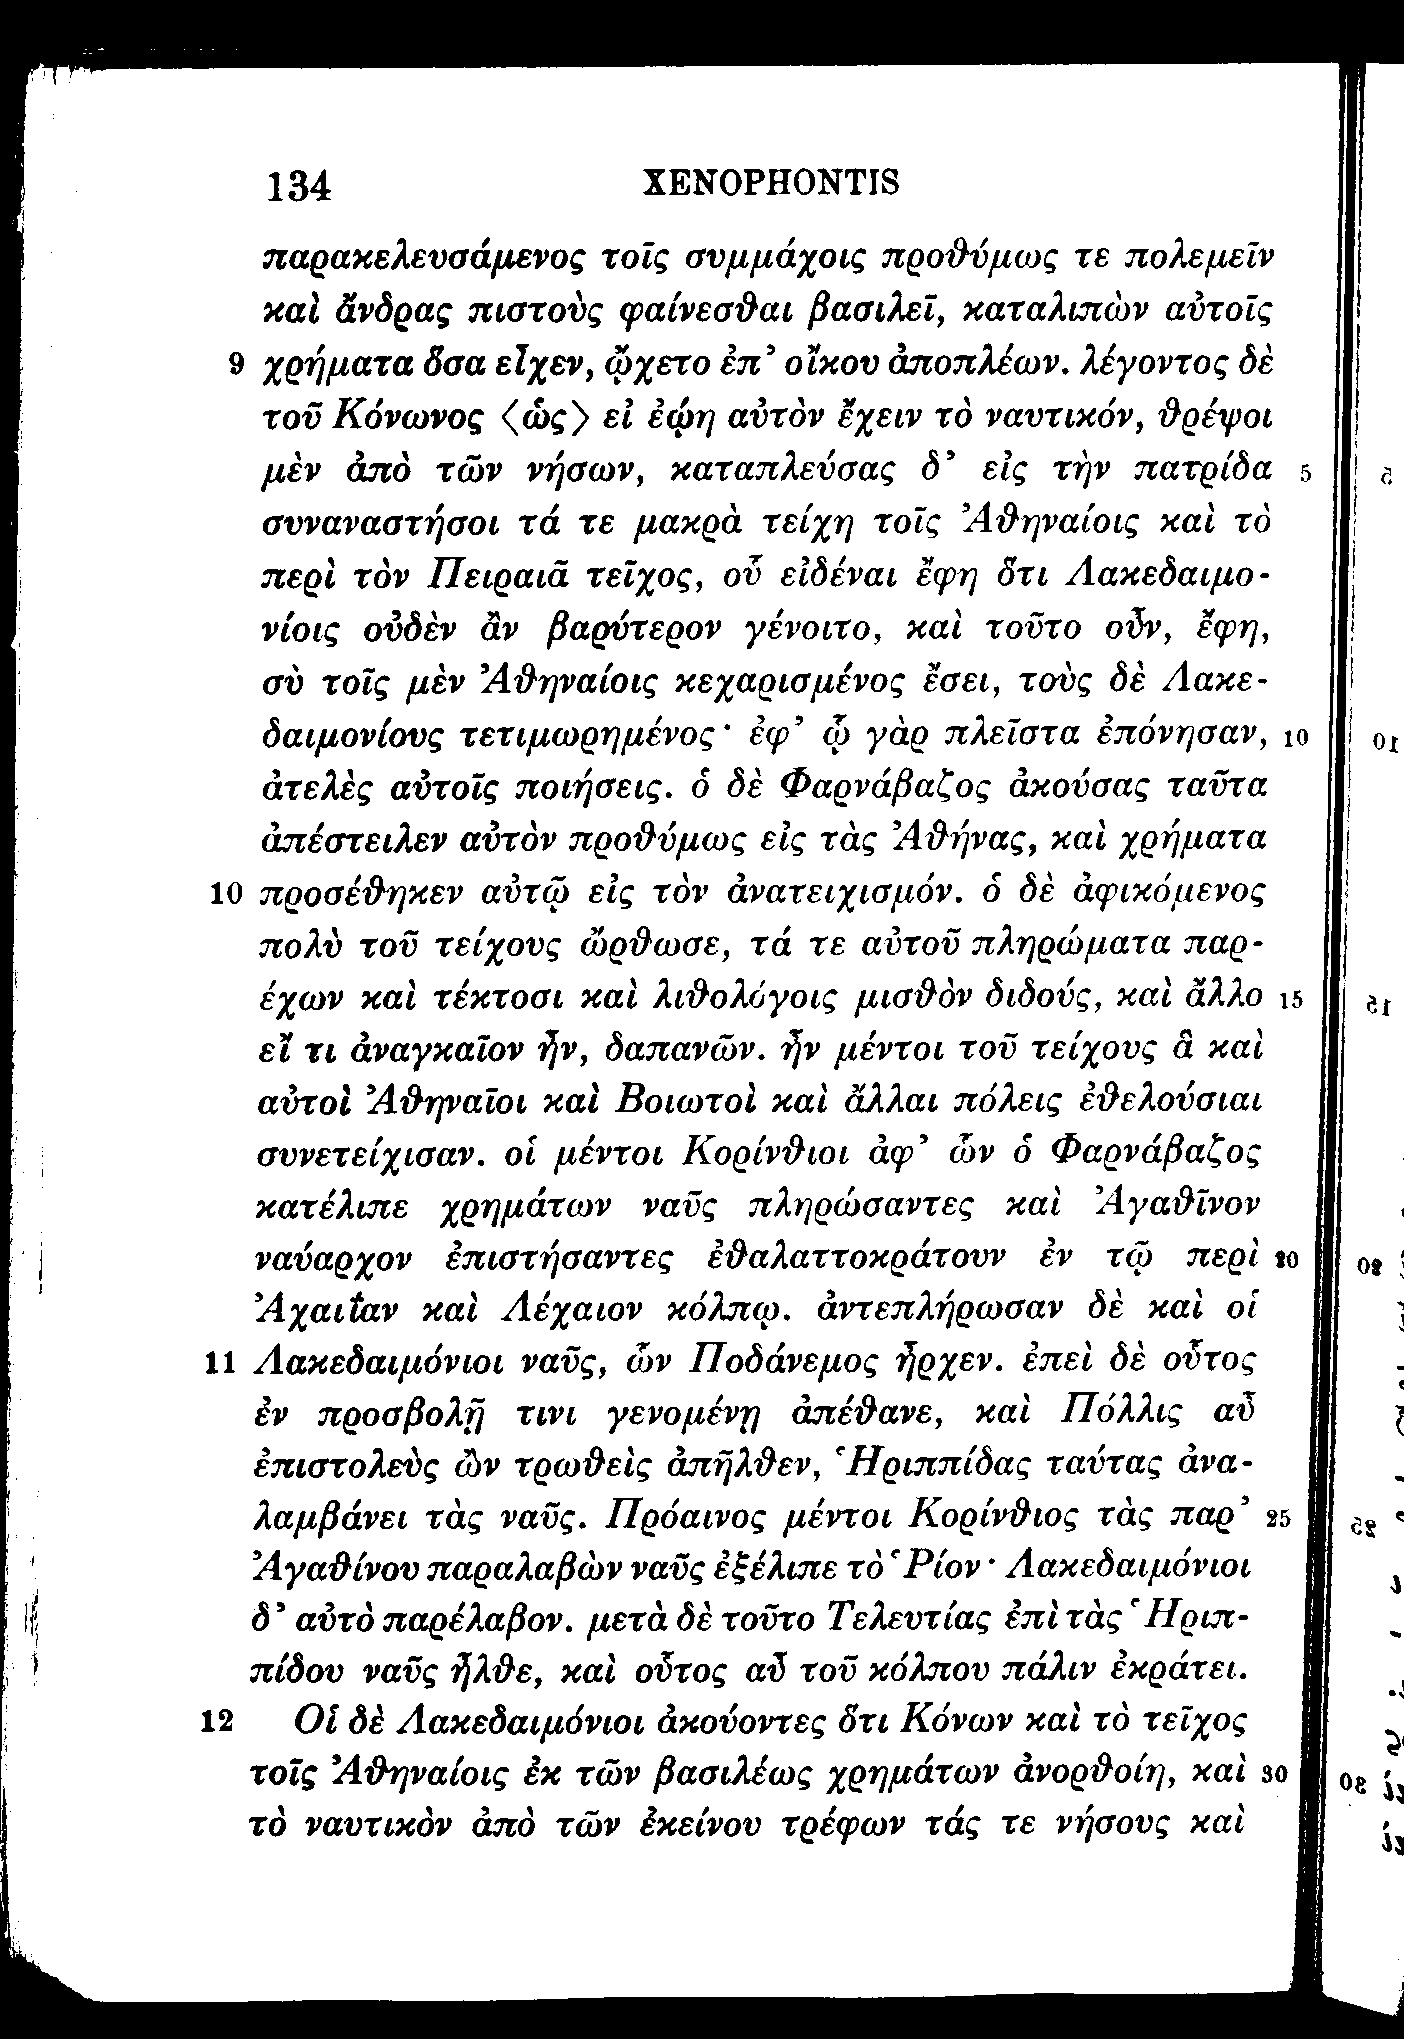 134 XENOPHONTIS
παρακελευσάμενος τοῖς συμμάχοις προθύμως τε πολεμεῖν
καὶ ἄνδρας πιστοὺς φαίνεσθαι βασιλεῖ, καταλιπὼν αὐτοῖς
9 χρήματα ὅσα εἶχεν, ᾤχετο ἐπ’ οἴκου ἀποπλέων. λέγοντος δὲ
τοῦ Κόνωνος ⟨ὡς⟩ εἰ ἐῴη αὐτὸν ἔχειν τὸ ναυτικόν, θρέψοι
μὲν ἀπὸ τῶν νήσων, καταπλεύσας δ’ εἰς τὴν πατρίδα 5
συναναστήσοι τά τε μακρὰ τείχη τοῖς Ἀθηναίοις καὶ τὸ
περὶ τὸν Πειραιᾶ τεῖχος, οὗ εἰδέναι ἔφη ὅτι Λακεδαιμο-
νίοις οὐδὲν ἂν βαρύτερον γένοιτο, καὶ τοῦτο οὖν, ἔφη,
σὺ τοῖς μὲν Ἀθηναίοις κεχαρισμένος ἔσει, τοὺς δὲ Λακε-
δαιμονίους τετιμωρημένος· ἐφ’ ᾧ γὰρ πλεῖστα ἐπόνησαν, 10
ἀτελὲς αὐτοῖς ποιήσεις. ὁ δὲ Φαρνάβαζος ἀκούσας ταῦτα
ἀπέστειλεν αὐτὸν προθύμως εἰς τὰς Ἀθήνας, καὶ χρήματα
10 προσέθηκεν αὐτῷ εἰς τὸν ἀνατειχισμόν. ὁ δὲ ἀφικόμενος
πολὺ τοῦ τείχους ὤρθωσε, τά τε αὑτοῦ πληρώματα παρ-
έχων καὶ τέκτοσι καὶ λιθολόγοις μισθὸν διδούς, καὶ ἄλλο 15
εἴ τι ἀναγκαῖον ἦν, δαπανῶν. ἦν μέντοι τοῦ τείχους ἃ καὶ
αὐτοὶ Ἀθηναῖοι καὶ Βοιωτοὶ καὶ ἄλλαι πόλεις ἐθελούσιαι
συνετείχισαν. οἱ μέντοι Κορίνθιοι ἀφ’ ὧν ὁ Φαρνάβαζος
κατέλιπε χρημάτων ναῦς πληρώσαντες καὶ Ἀγαθῖνον
ναύαρχον ἐπιστήσαντες ἐθαλαττοκράτουν ἐν τῷ περὶ 20
Ἀχαιΐαν καὶ Λέχαιον κόλπῳ. ἀντεπλήρωσαν δὲ καὶ οἱ
11 Λακεδαιμόνιοι ναῦς, ὧν Ποδάνεμος ἦρχεν. ἐπεὶ δὲ οὗτος
ἐν προσβολῇ τινι γενομένῃ ἀπέθανε, καὶ Πόλλις αὖ
ἐπιστολεὺς ὢν τρωθεὶς ἀπῆλθεν, Ἡριππίδας ταύτας ἀνα-
λαμβάνει τὰς ναῦς. Πρόαινος μέντοι Κορίνθιος τὰς παρ’ 25
Ἀγαθίνου παραλαβὼν ναῦς ἐξέλιπε τὸ Ῥίον· Λακεδαιμόνιοι
δ’ αὐτὸ παρέλαβον. μετὰ δὲ τοῦτο Τελευτίας ἐπὶ τὰς Ἡριπ-
πίδου ναῦς ἦλθε, καὶ οὗτος αὖ τοῦ κόλπου πάλιν ἐκράτει.
12 Οἱ δὲ Λακεδαιμόνιοι ἀκούοντες ὅτι Κόνων καὶ τὸ τεῖχος
τοῖς Ἀθηναίοις ἐκ τῶν βασιλέως χρημάτων ἀνορθοίη, καὶ 30
τὸ ναυτικὸν ἀπὸ τῶν ἐκείνου τρέφων τάς τε νήσους καὶ